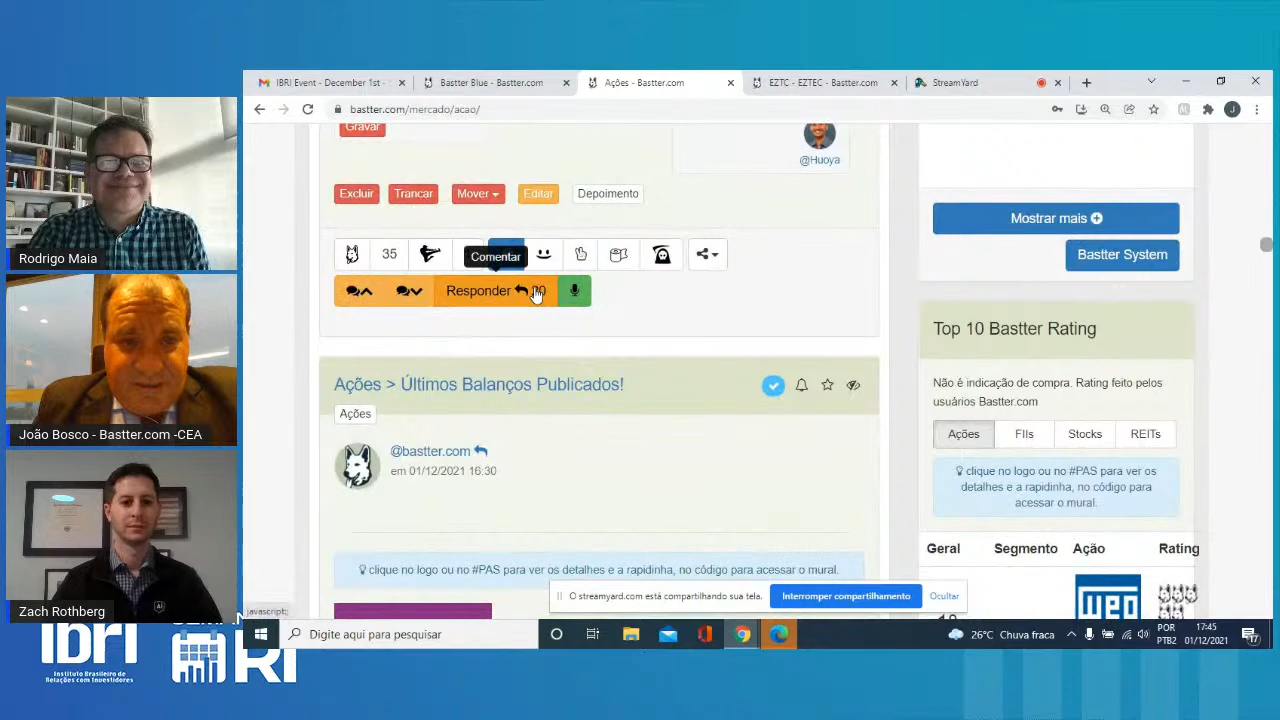 IBRI Event - December 1st -
Bastter Blue - Bastter.com
Ações - Bastter.com
EZTC - EZTEC - Bastter.com
StreamYard
bastter.com/mercado/acao/
J
Gravar
@Huoya
Excluir
Trancar
Mover
Editar
Depoimento
35
Comentar
Responder
Mostrar mais
Bastter System
Top 10 Bastter Rating
Não é indicação de compra. Rating feito pelos
usuários Bastter.com
Ações
FIIs
Stocks
REITs
clique no logo ou no #PAS para ver os
detalhes e a rapidinha, no código para
acessar o mural.
Geral Segmento Ação Rating
WEG
Ações > Últimos Balanços Publicados!
Ações
@bastter.com
em 01/12/2021 16:30
clique no logo ou no #PAS para ver os detalhes e a rapidinha, no código para acessar o mural.
O streamyard.com está compartilhando sua tela.
Interromper compartilhamento
Ocultar
javascript:;
Digite aqui para pesquisar
26°C Chuva fraca
POR
PTB2
17:45
01/12/2021
17
Rodrigo Maia
João Bosco - Bastter.com -CEA
Zach Rothberg
ibri
Instituto Brasileiro de
Relações com Investidores
RI